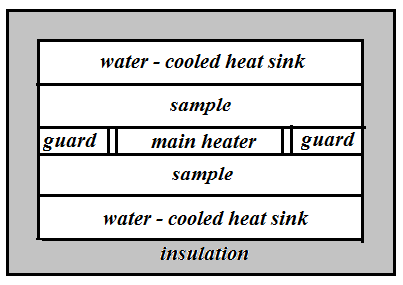 water - cooled heat sink
sample
guard main heater guard
sample
water - cooled heat sink
insulation